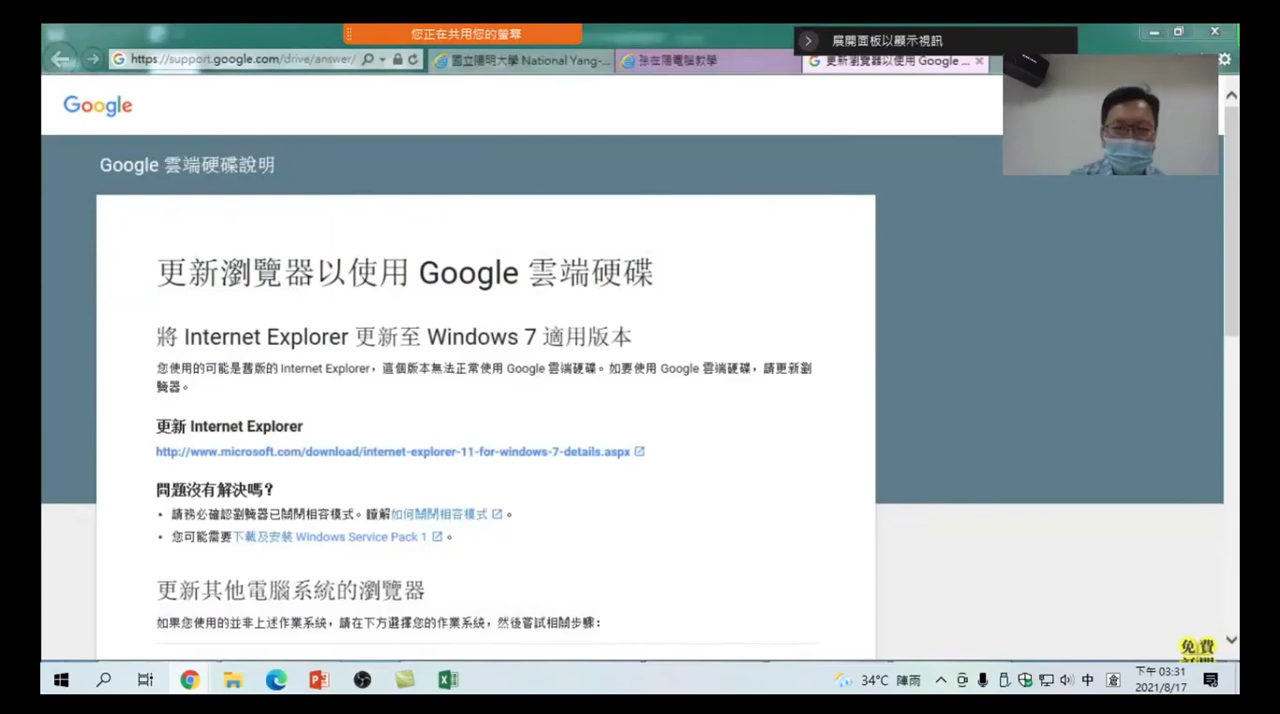 您正在共用您的螢幕
展開面板以顯示視訊
https://support.google.com/drive/answer/
國立陽明大學 National Yang-...
孫在陽電腦教學
更新瀏覽器以使用 Google ...
Google
Google 雲端硬碟說明
更新瀏覽器以使用 Google 雲端硬碟
將 Internet Explorer 更新至 Windows 7 適用版本
您使用的可能是舊版的 Internet Explorer，這個版本無法正常使用 Google 雲端硬碟。如要使用 Google 雲端硬碟，請更新瀏
覽器。
更新 Internet Explorer
http://www.microsoft.com/download/internet-explorer-11-for-windows-7-details.aspx
問題沒有解決嗎？
• 請務必確認瀏覽器已關閉相容模式。瞭解如何關閉相容模式。
• 您可能需要下載及安裝 Windows Service Pack 1。
更新其他電腦系統的瀏覽器
如果您使用的並非上述作業系統，請在下方選擇您的作業系統，然後嘗試相關步驟：
免費
34°C 陣雨
中
倉
下午 03:31
2021/8/17